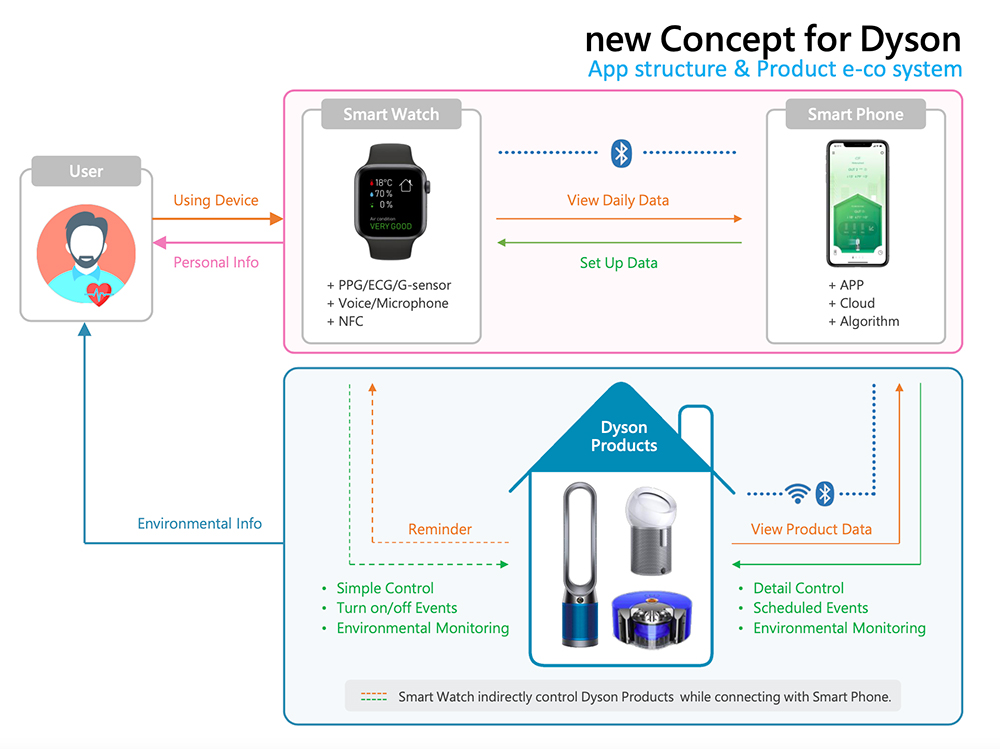 new Concept for Dyson
App structure & Product e-co system
User
Using Device
Personal Info
Smart Watch
18°C
70 %
0 %
Air condition
VERY GOOD
+ PPG/ECG/G-sensor
+ Voice/Microphone
+ NFC
View Daily Data
Set Up Data
Smart Phone
+ APP
+ Cloud
+ Algorithm
Environmental Info
Dyson
Products
Reminder
• Simple Control
• Turn on/off Events
• Environmental Monitoring
View Product Data
• Detail Control
• Scheduled Events
• Environmental Monitoring
Smart Watch indirectly control Dyson Products while connecting with Smart Phone.